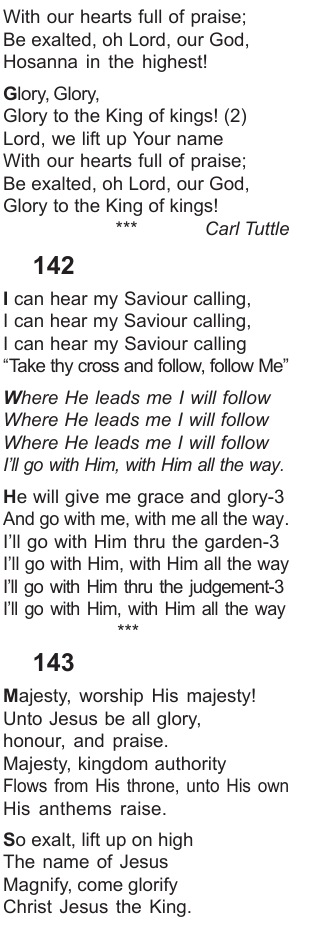 With our hearts full of praise;
Be exalted, oh Lord, our God,
Hosanna in the highest!
Glory, Glory,
Glory to the King of kings! (2)
Lord, we lift up Your name
With our hearts full of praise;
Be exalted, oh Lord, our God,
Glory to the King of kings!
*** Carl Tuttle
142
I can hear my Saviour calling,
I can hear my Saviour calling,
I can hear my Saviour calling
“Take thy cross and follow, follow Me”
Where He leads me I will follow
Where He leads me I will follow
Where He leads me I will follow
I’ll go with Him, with Him all the way.
He will give me grace and glory-3
And go with me, with me all the way.
I’ll go with Him thru the garden-3
I’ll go with Him, with Him all the way
I’ll go with Him thru the judgement-3
I’ll go with Him, with Him all the way
***
143
Majesty, worship His majesty!
Unto Jesus be all glory,
honour, and praise.
Majesty, kingdom authority
Flows from His throne, unto His own
His anthems raise.
So exalt, lift up on high
The name of Jesus
Magnify, come glorify
Christ Jesus the King.